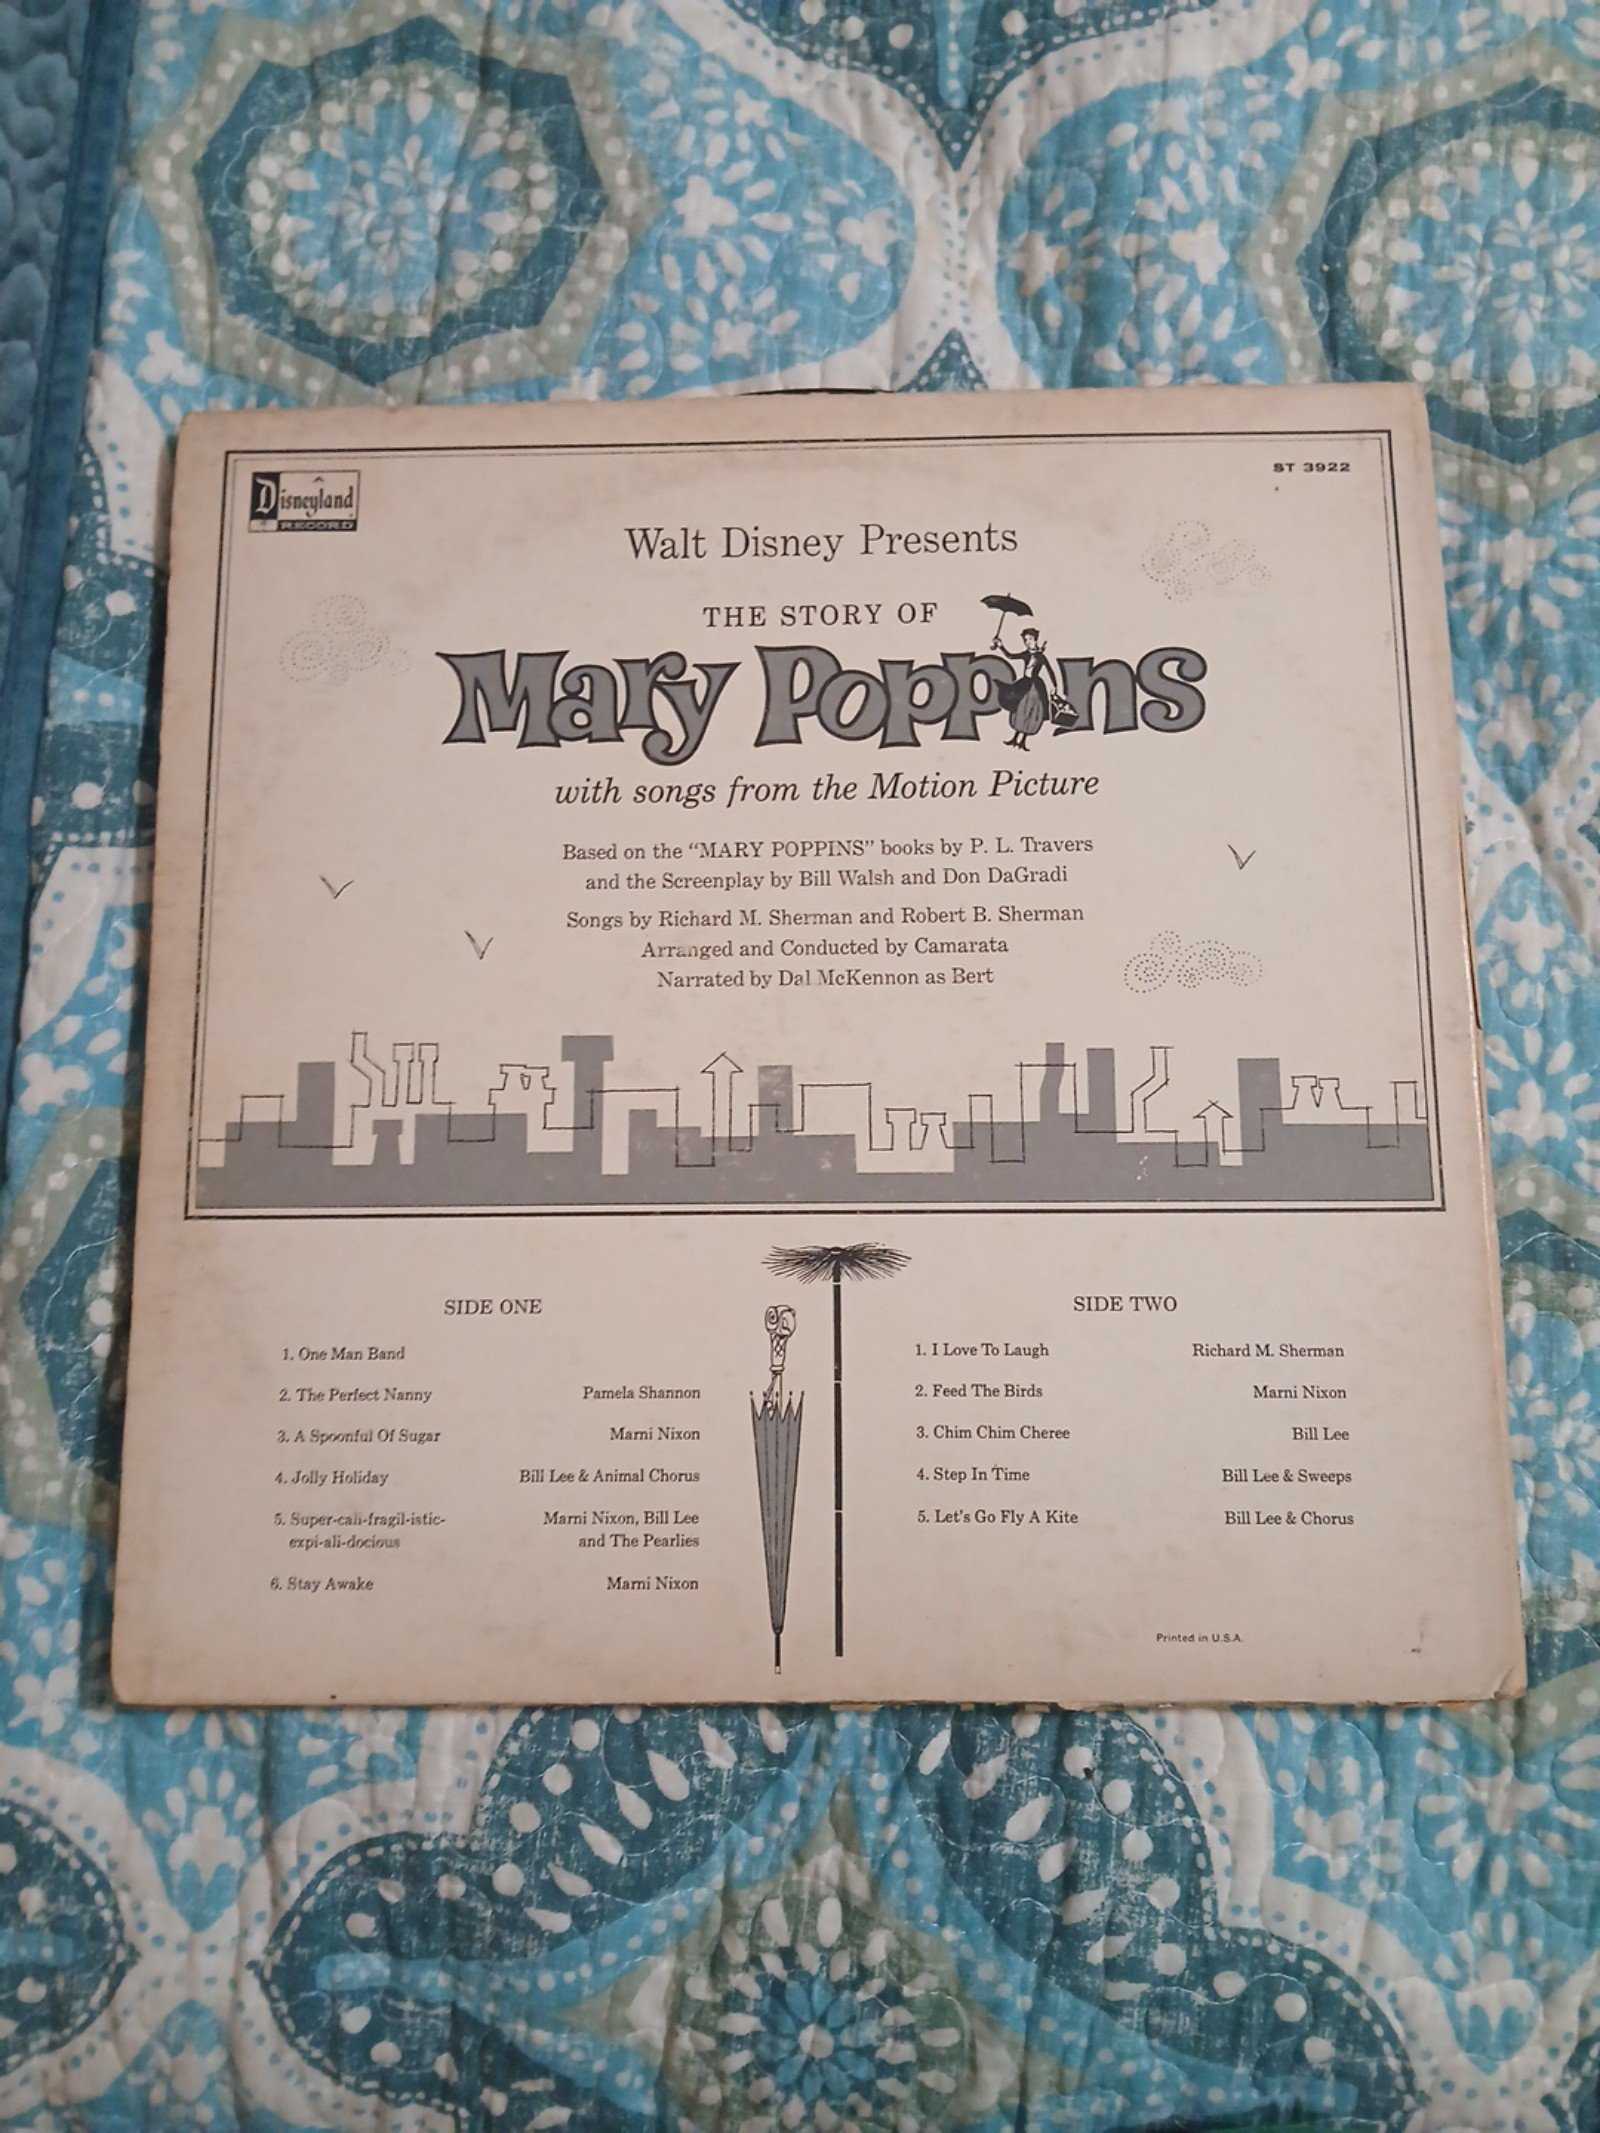 Disneyland
RECORD
ST 3922
Walt Disney Presents
THE STORY OF
Mary Poppins
with songs from the Motion Picture
Based on the “MARY POPPINS” books by P. L. Travers
and the Screenplay by Bill Walsh and Don DaGradi
Songs by Richard M. Sherman and Robert B. Sherman
Arranged and Conducted by Camarata
Narrated by Dal McKennon as Bert
SIDE ONE
1. One Man Band
2. The Perfect Nanny Pamela Shannon
3. A Spoonful Of Sugar Marni Nixon
4. Jolly Holiday Bill Lee & Animal Chorus
5. Super-cali-fragil-istic- Marni Nixon, Bill Lee
expi-ali-docious and The Pearlies
6. Stay Awake Marni Nixon
SIDE TWO
1. I Love To Laugh Richard M. Sherman
2. Feed The Birds Marni Nixon
3. Chim Chim Cheree Bill Lee
4. Step In Time Bill Lee & Sweeps
5. Let's Go Fly A Kite Bill Lee & Chorus
Printed in U.S.A.